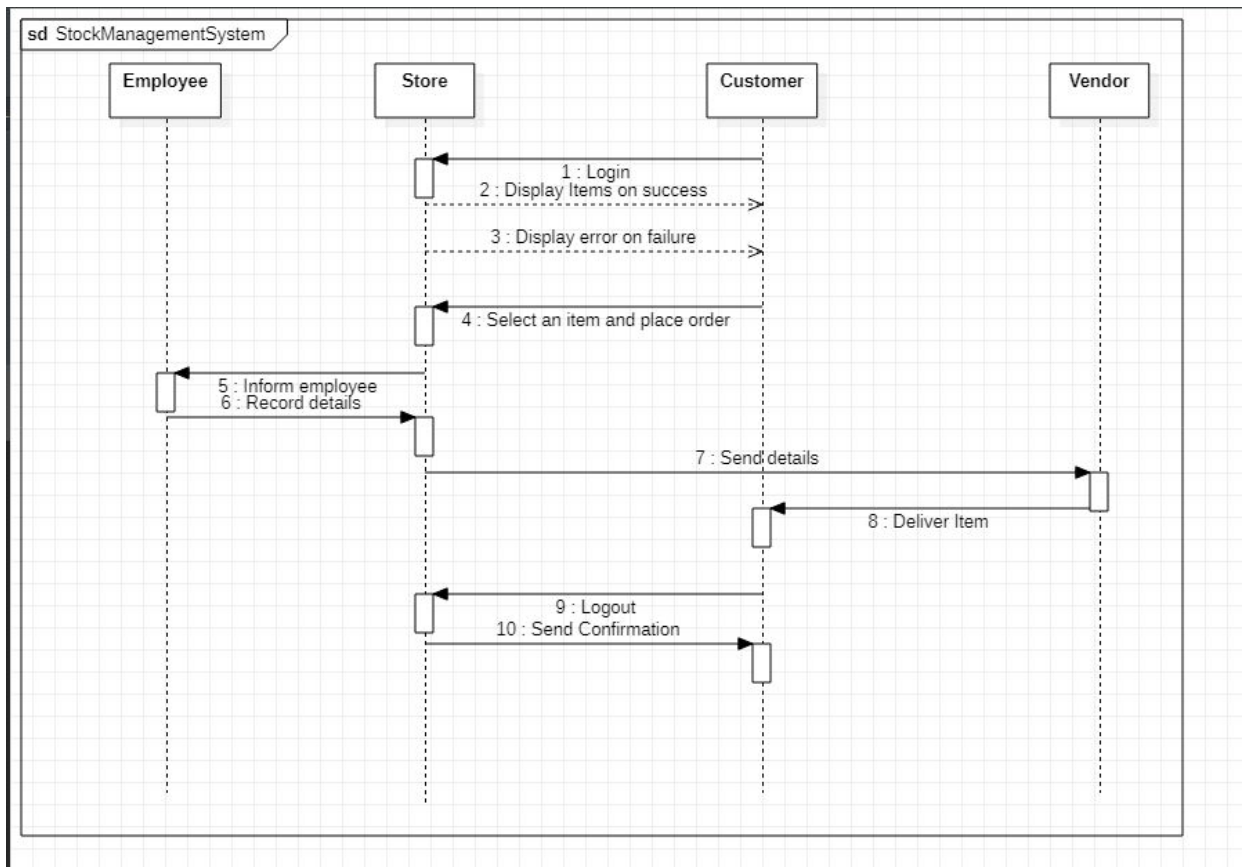 sd StockManagementSystem
Employee
Store
Customer
Vendor
1 : Login
2 : Display Items on success
3 : Display error on failure
4 : Select an item and place order
5 : Inform employee
6 : Record details
7 : Send details
8 : Deliver Item
9 : Logout
10 : Send Confirmation